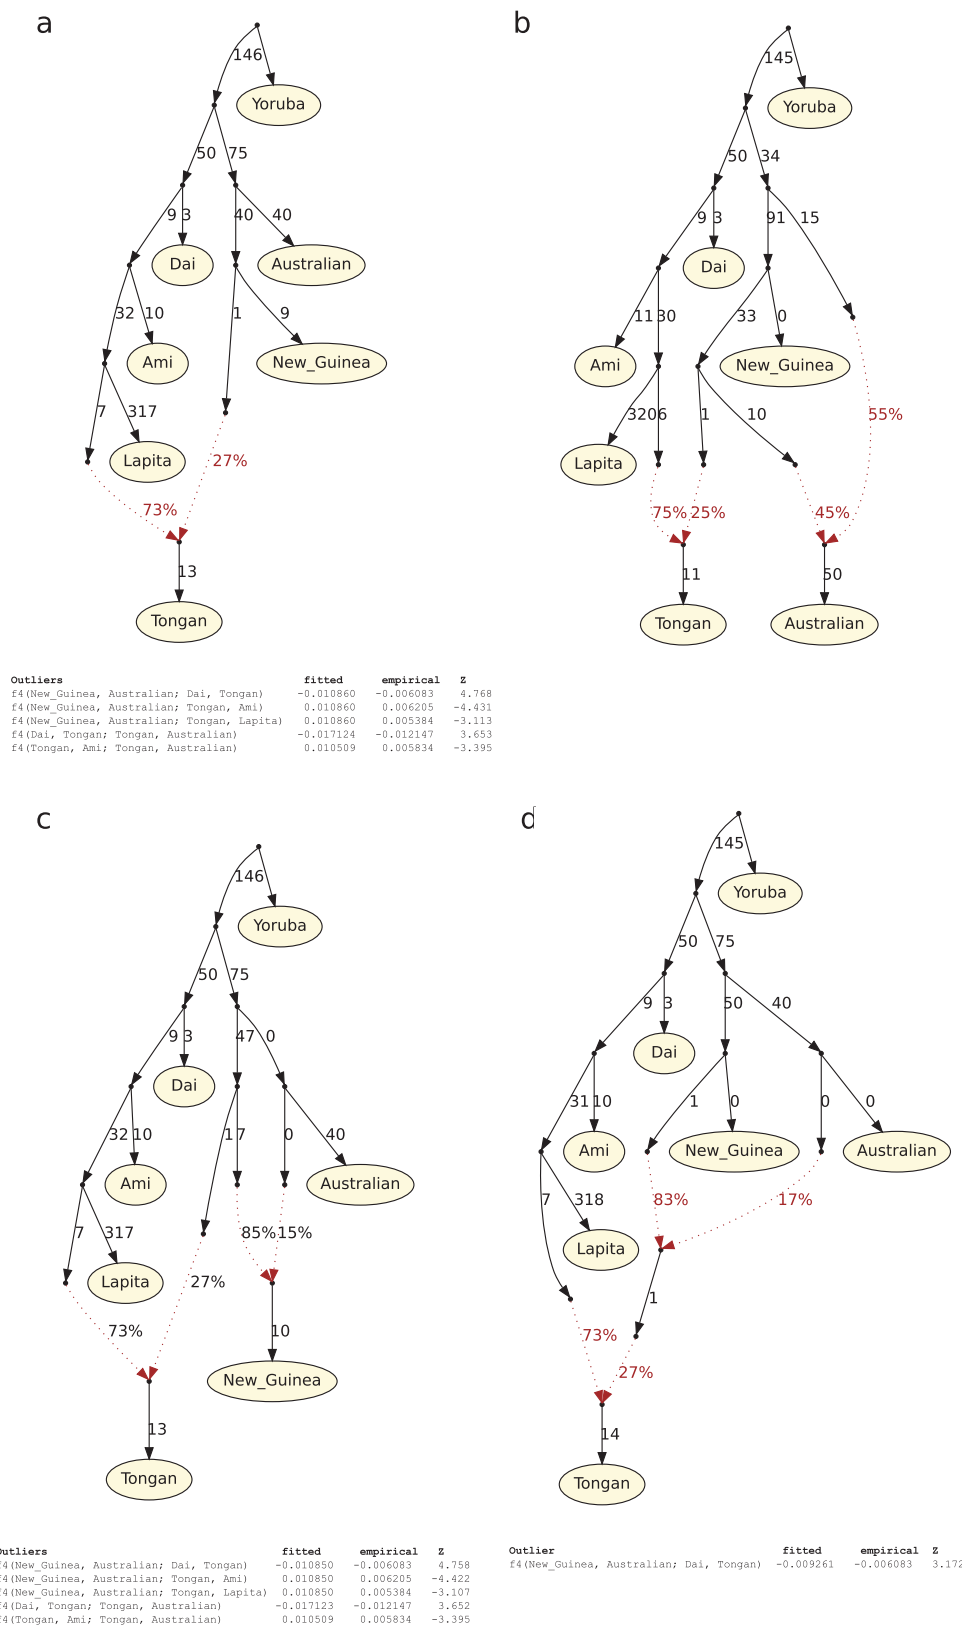 a
146
Yoruba
50 75
9 3 40 40
Dai Australian
32 10 1 9
Ami New_Guinea
7 317
Lapita 27%
73%
13
Tongan
Outliers fitted empirical Z
f4(New_Guinea, Australian; Dai, Tongan) -0.010860 -0.006083 4.768
f4(New_Guinea, Australian; Tongan, Ami) 0.010860 0.006205 -4.431
f4(New_Guinea, Australian; Tongan, Lapita) 0.010860 0.005384 -3.113
f4(Dai, Tongan; Tongan, Australian) -0.017124 -0.012147 3.653
f4(Tongan, Ami; Tongan, Australian) 0.010509 0.005834 -3.395
b
145
Yoruba
50 34
9 3 91 15
Dai
11 30 33 0
Ami New_Guinea
320 6 1 10 55%
Lapita
75% 25% 45%
11 50
Tongan Australian
c
146
Yoruba
50 75
9 3 47 0
Dai
32 10 17 0 40
Ami Australian
7 317 85% 15%
Lapita 27%
73% 10
New_Guinea
13
Tongan
Outliers fitted empirical Z
f4(New_Guinea, Australian; Dai, Tongan) -0.010850 -0.006083 4.758
f4(New_Guinea, Australian; Tongan, Ami) 0.010850 0.006205 -4.422
f4(New_Guinea, Australian; Tongan, Lapita) 0.010850 0.005384 -3.107
f4(Dai, Tongan; Tongan, Australian) -0.017123 -0.012147 3.652
f4(Tongan, Ami; Tongan, Australian) 0.010509 0.005834 -3.395
d
145
Yoruba
50 75
9 3 50 40
Dai
31 10 1 0 0 0
Ami New_Guinea Australian
7 318 83% 17%
Lapita
1
73%
27%
14
Tongan
Outlier fitted empirical Z
f4(New_Guinea, Australian; Dai, Tongan) -0.009261 -0.006083 3.172